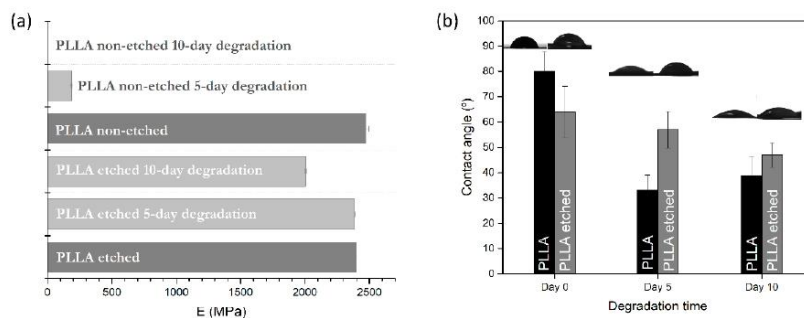 (a)
PLLA non-etched 10-day degradation
PLLA non-etched 5-day degradation
PLLA non-etched
PLLA etched 10-day degradation
PLLA etched 5-day degradation
PLLA etched
0 500 1000 1500 2000 2500
E (MPa)
(b)
100
90
80
70
60
50
40
30
20
10
0
Contact angle (°)
PLLA
PLLA etched
PLLA
PLLA etched
PLLA
PLLA etched
Day 0 Day 5 Day 10
Degradation time